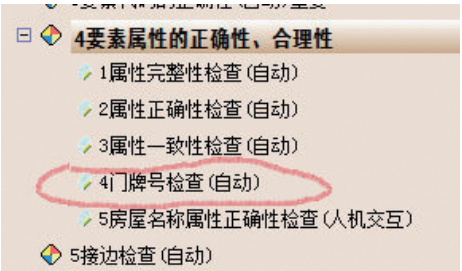 4要素属性的正确性、合理性
1属性完整性检查(自动)
2属性正确性检查(自动)
3属性一致性检查(自动)
4门牌号检查(自动)
5房屋名称属性正确性检查(人机交互)
5接边检查(自动)